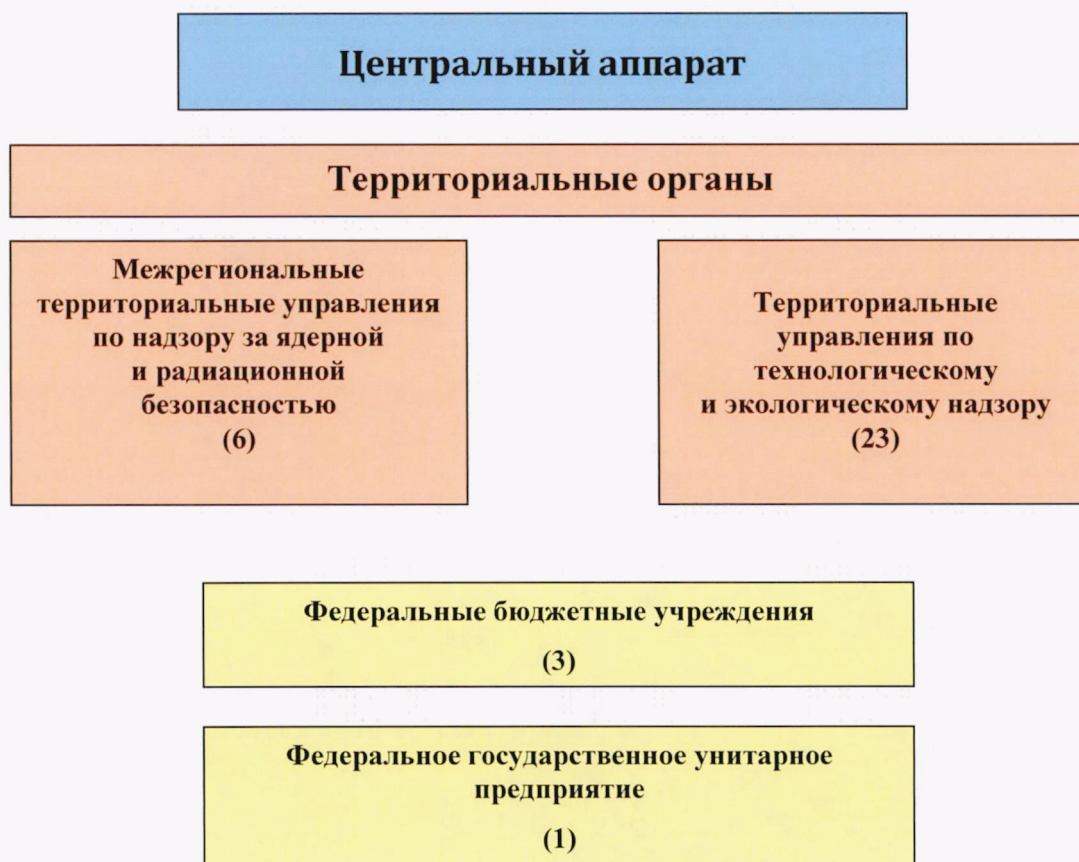 Центральный аппарат
Территориальные органы
Межрегиональные
территориальные управления
по надзору за ядерной
и радиационной
безопасностью
(6)
Территориальные
управления по
технологическому
и экологическому надзору
(23)
Федеральные бюджетные учреждения
(3)
Федеральное государственное унитарное
предприятие
(1)